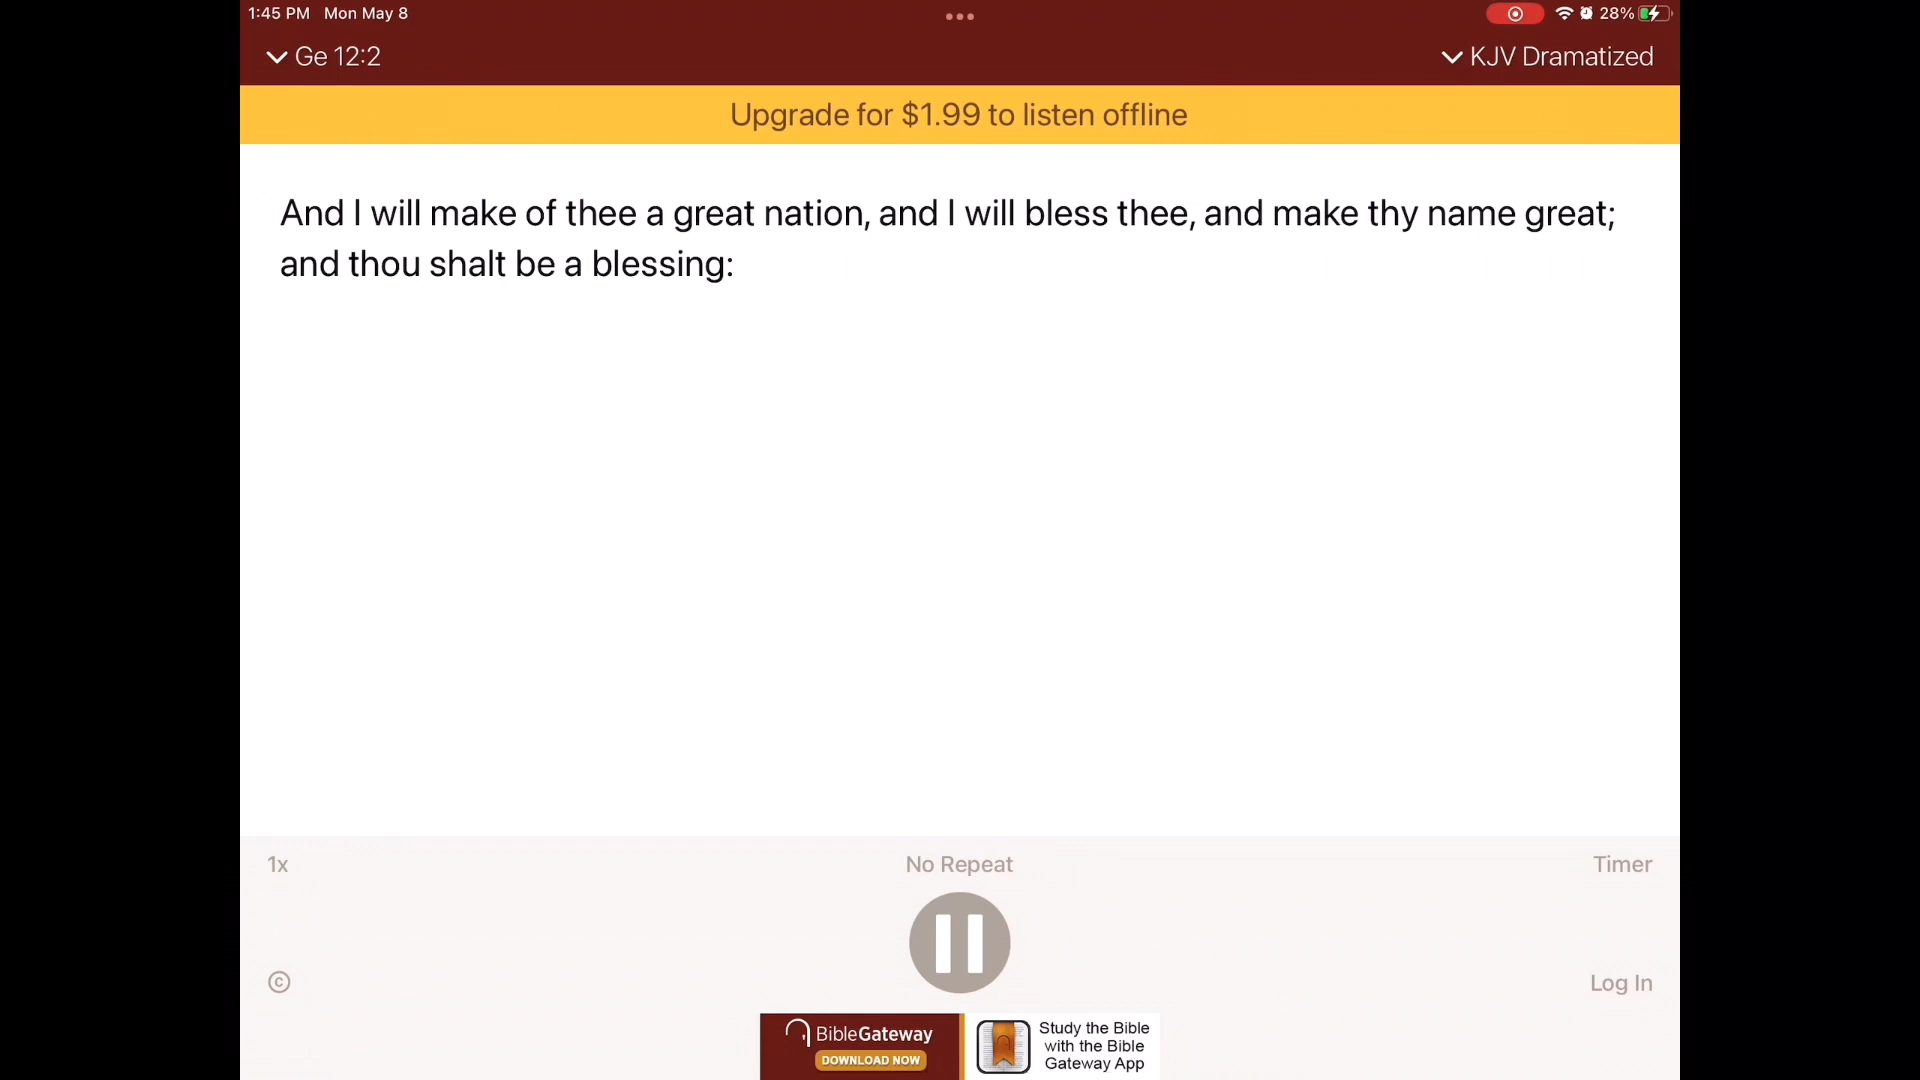 1:45 PM Mon May 8
28%
Ge 12:2
KJV Dramatized
Upgrade for $1.99 to listen offline
And I will make of thee a great nation, and I will bless thee, and make thy name great;
and thou shalt be a blessing:
1x
No Repeat
Timer
©
Log In
BibleGateway
DOWNLOAD NOW
Study the Bible
with the Bible
Gateway App